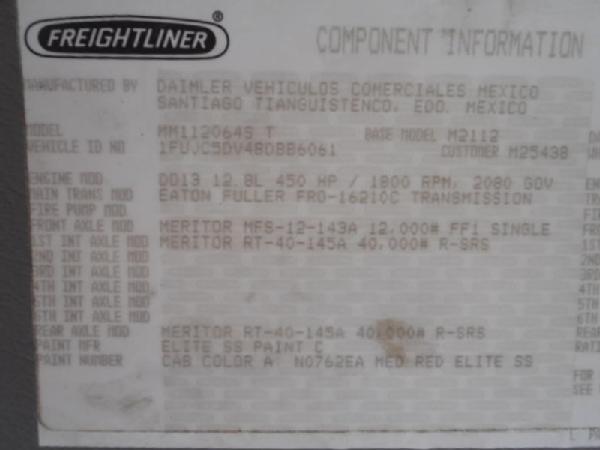 FREIGHTLINER®
COMPONENT INFORMATION
MANUFACTURED BY DAIMLER VEHICULOS COMERCIALES MEXICO
SANTIAGO TIANGUISTENCO, EDO. MEXICO
MODEL MM112064S T BASE MODEL M2112
VEHICLE ID NO 1FUJC5DV48DBB6061 CUSTOMER M25438
ENGINE MOD DD13 12.8L 450 HP / 1800 RPM, 2080 GOV
MAIN TRANS MOD EATON FULLER FRO-16210C TRANSMISSION
FIRE PUMP MOD
FRONT AXLE MOD MERITOR MFS-12-143A 12,000# FF1 SINGLE
1ST INT AXLE MOD MERITOR RT-40-145A 40,000# R-SRS
2ND INT AXLE MOD
3RD INT AXLE MOD
4TH INT AXLE MOD
5TH INT AXLE MOD
6TH INT AXLE MOD
REAR AXLE MOD MERITOR RT-40-145A 40,000# R-SRS
PAINT MFR ELITE SS PAINT C
PAINT NUMBER CAB COLOR A N0762EA MED RED ELITE SS
FOR
SEE